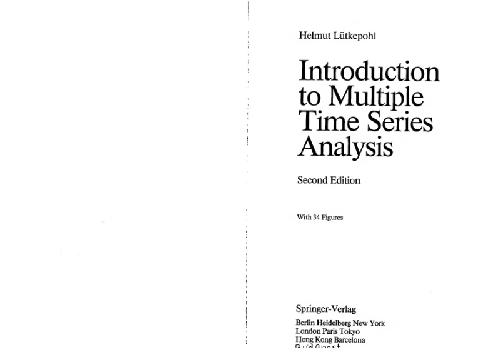 Helmut Lütkepohl
Introduction
to Multiple
Time Series
Analysis
Second Edition
With 34 Figures
Springer-Verlag
Berlin Heidelberg New York
London Paris Tokyo
Hong Kong Barcelona